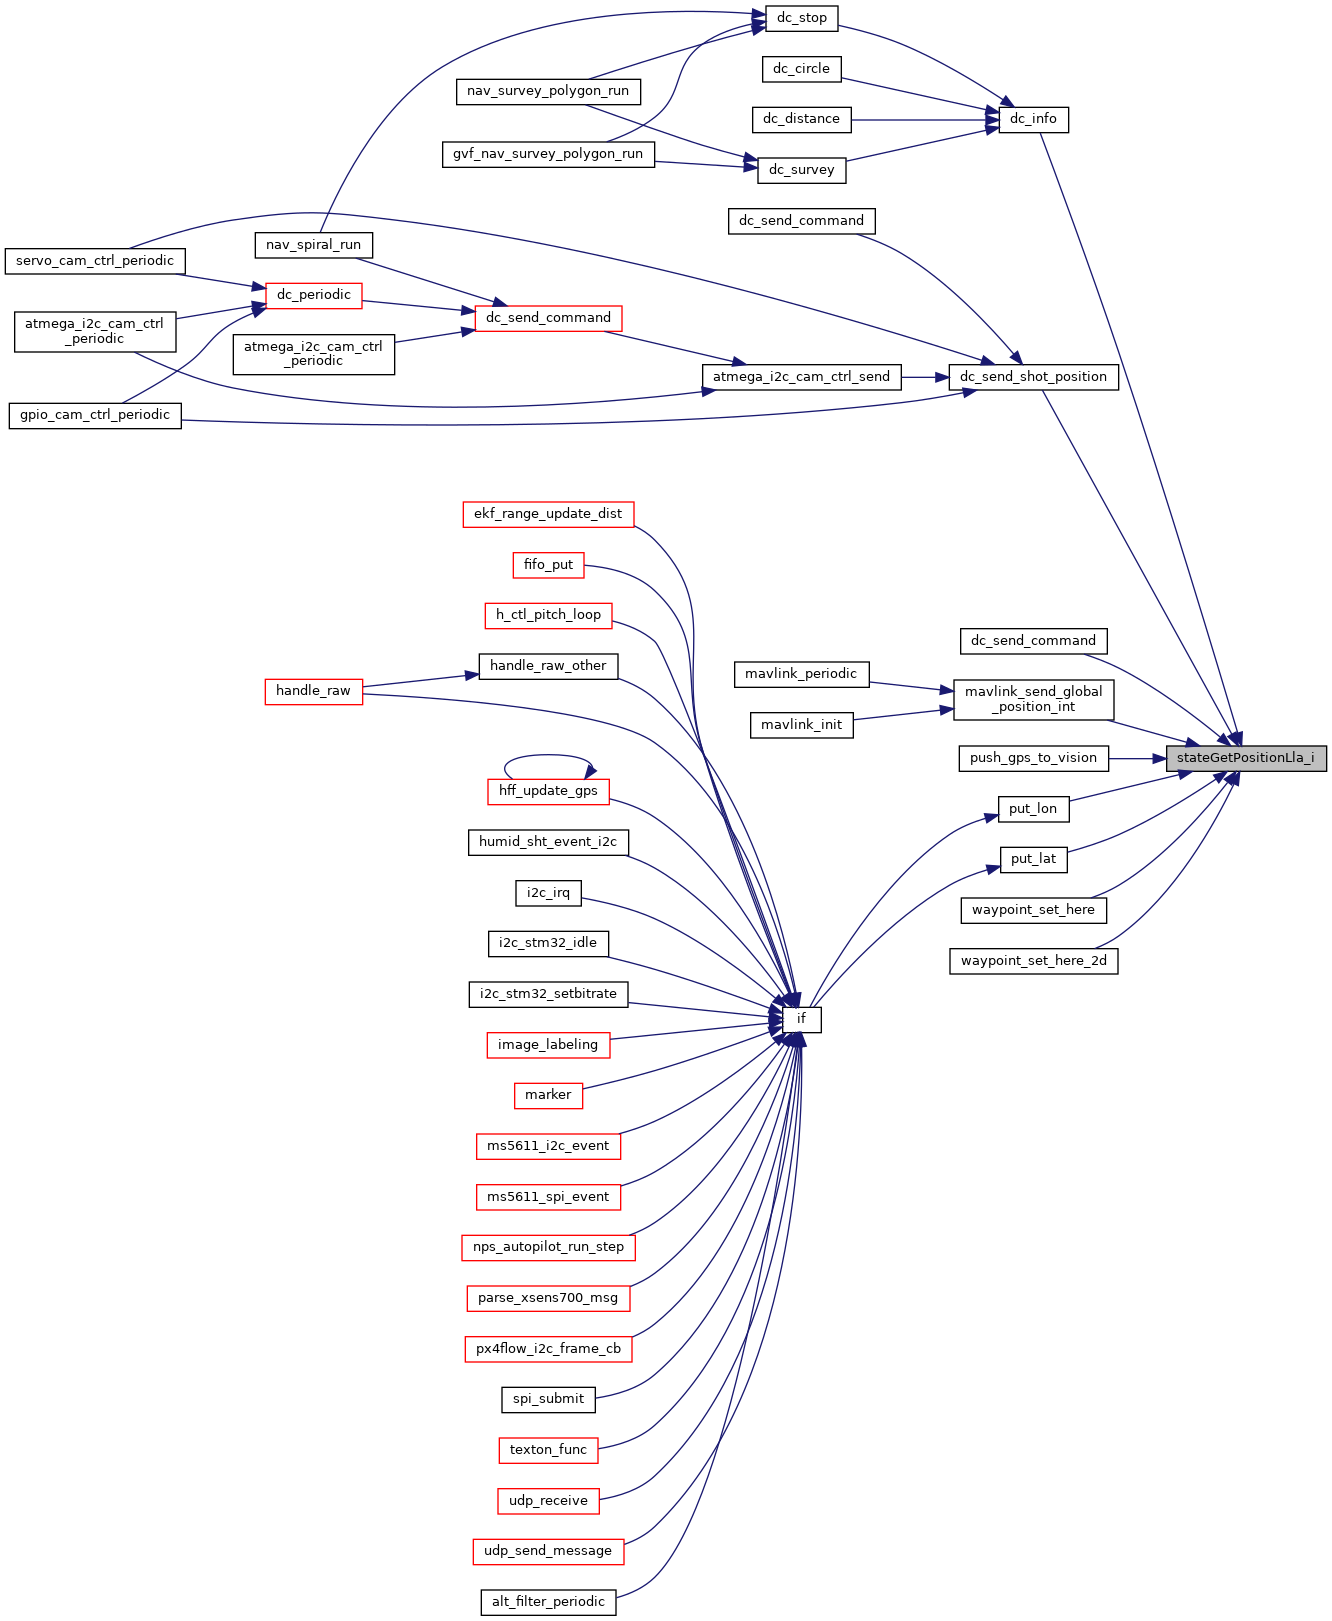 dc_stop
dc_circle
nav_survey_polygon_run
dc_distance
dc_info
gvf_nav_survey_polygon_run
dc_survey
dc_send_command
nav_spiral_run
servo_cam_ctrl_periodic
dc_periodic
atmega_i2c_cam_ctrl
_periodic
dc_send_command
atmega_i2c_cam_ctrl
_periodic
atmega_i2c_cam_ctrl_send
dc_send_shot_position
gpio_cam_ctrl_periodic
ekf_range_update_dist
fifo_put
h_ctl_pitch_loop
handle_raw_other
handle_raw
dc_send_command
mavlink_periodic
mavlink_send_global
_position_int
mavlink_init
push_gps_to_vision
stateGetPositionLla_i
hff_update_gps
put_lon
humid_sht_event_i2c
put_lat
i2c_irq
waypoint_set_here
i2c_stm32_idle
waypoint_set_here_2d
i2c_stm32_setbitrate
if
image_labeling
marker
ms5611_i2c_event
ms5611_spi_event
nps_autopilot_run_step
parse_xsens700_msg
px4flow_i2c_frame_cb
spi_submit
texton_func
udp_receive
udp_send_message
alt_filter_periodic